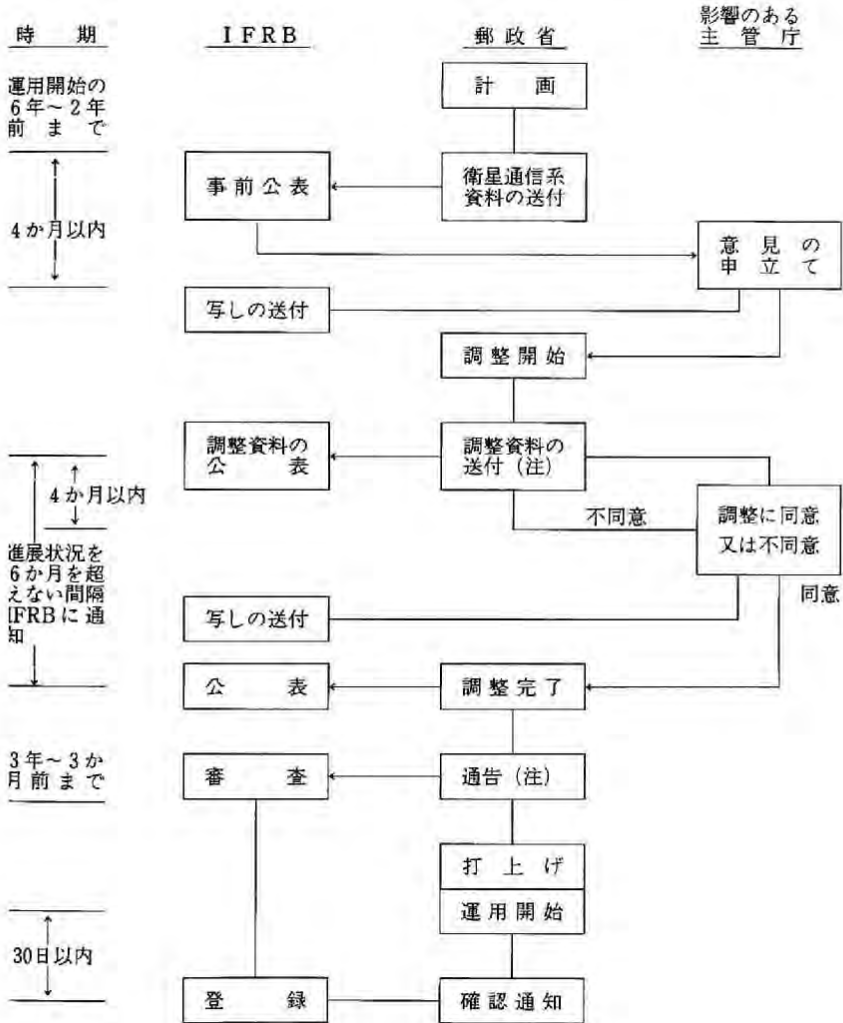 時期
IFRB
郵政省
影響のある
主管庁
運用開始の
6年～2年
前まで
計画
事前公表
衛星通信系
資料の送付
4か月以内
意見の
申立て
写しの送付
調整開始
調整資料の
公表
調整資料の
送付(注)
4か月以内
不同意
調整に同意
又は不同意
進展状況を
6か月を超
えない間隔
IFRBに通
知
同意
写しの送付
公表
調整完了
3年～3か
月前まで
審査
通告(注)
打上げ
運用開始
30日以内
登録
確認通知